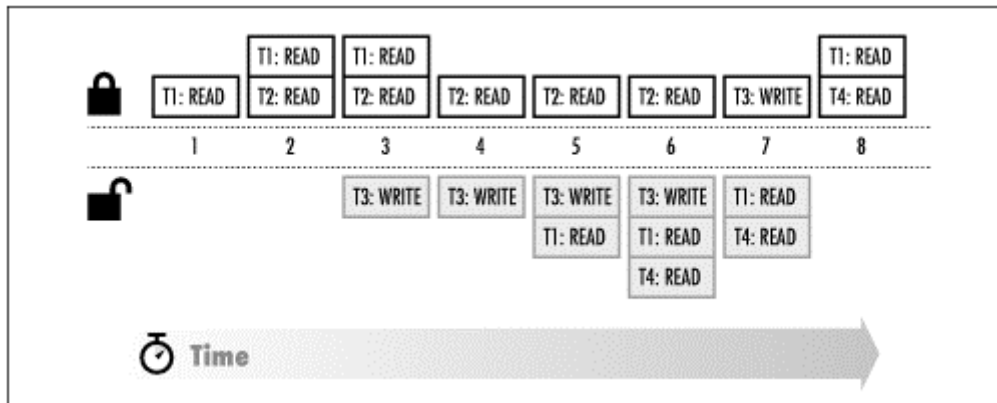 T1: READ T1: READ T1: READ
T1: READ T2: READ T2: READ T2: READ T2: READ T2: READ T3: WRITE T4: READ
1 2 3 4 5 6 7 8
T3: WRITE T3: WRITE T3: WRITE T3: WRITE T1: READ
T1: READ T1: READ T4: READ
T4: READ
Time